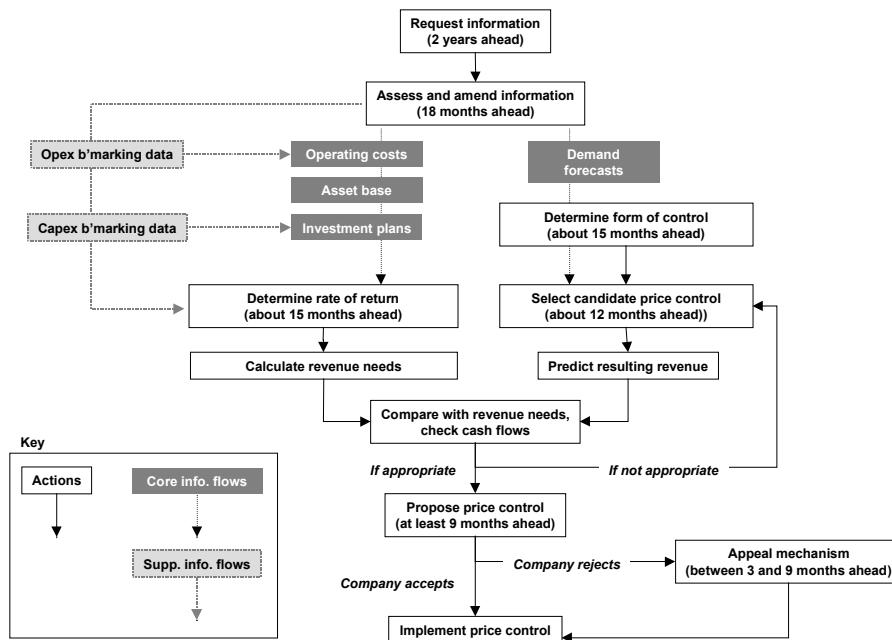 Request information
(2 years ahead)
Assess and amend information
(18 months ahead)
Opex b'marking data
Operating costs
Demand
forecasts
Asset base
Capex b'marking data
Investment plans
Determine form of control
(about 15 months ahead)
Determine rate of return
(about 15 months ahead)
Select candidate price control
(about 12 months ahead))
Calculate revenue needs
Predict resulting revenue
Compare with revenue needs,
check cash flows
Key
If appropriate
If not appropriate
Actions
Core info. flows
Propose price control
(at least 9 months ahead)
Supp. info. flows
Company rejects
Appeal mechanism
(between 3 and 9 months ahead)
Company accepts
Implement price control